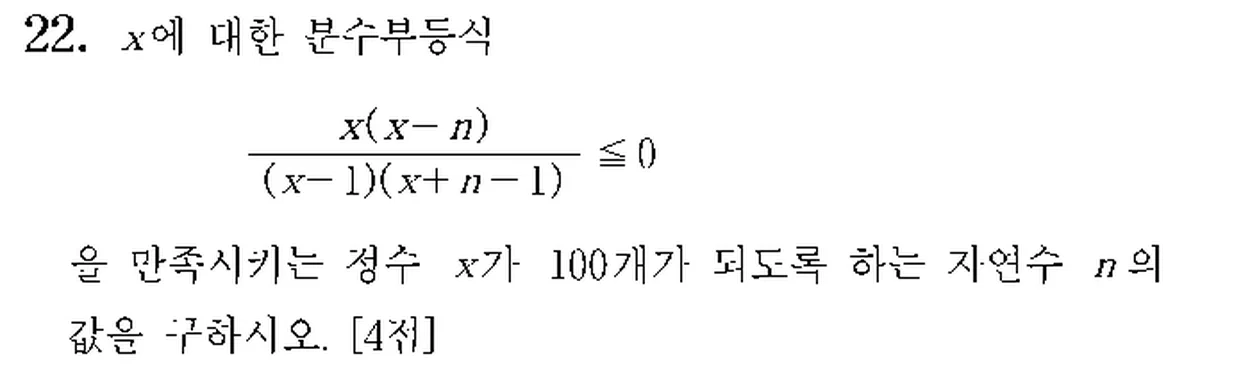 22. x에 대한 분수부등식
x(x- n)
(x- 1)(x+ n - 1) ≦ 0
을 만족시키는 정수 x가 100개가 되도록 하는 자연수 n의
값을 구하시오. [4점]